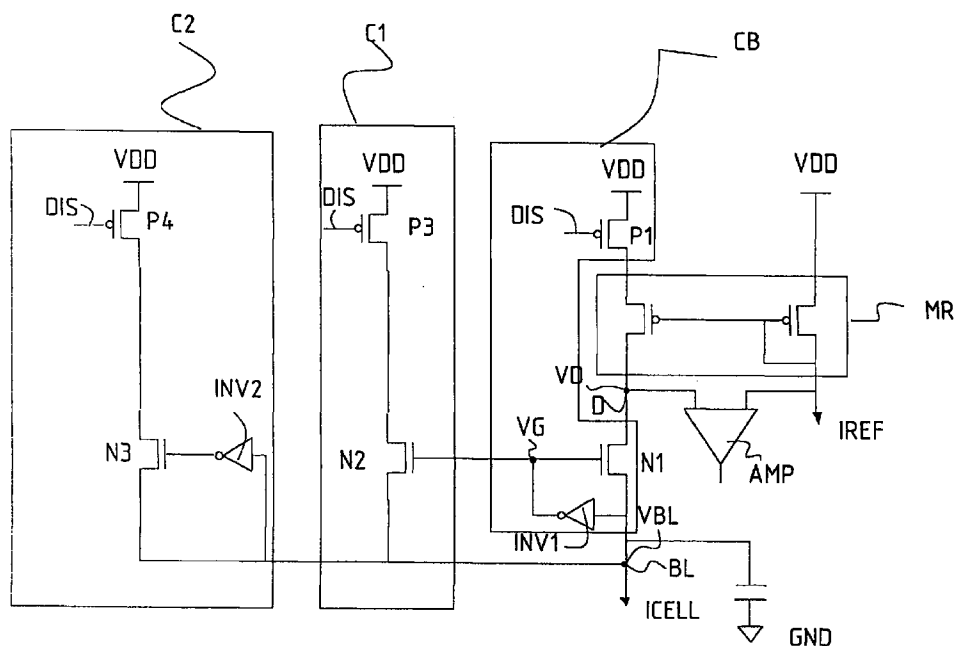 C2
C1
CB
VDD
VDD
VDD
VDD
DIS
P4
DIS
P3
DIS
P1
MR
INV2
VD
D
IREF
VG
N3
N2
N1
AMP
INV1
VBL
BL
ICELL
GND